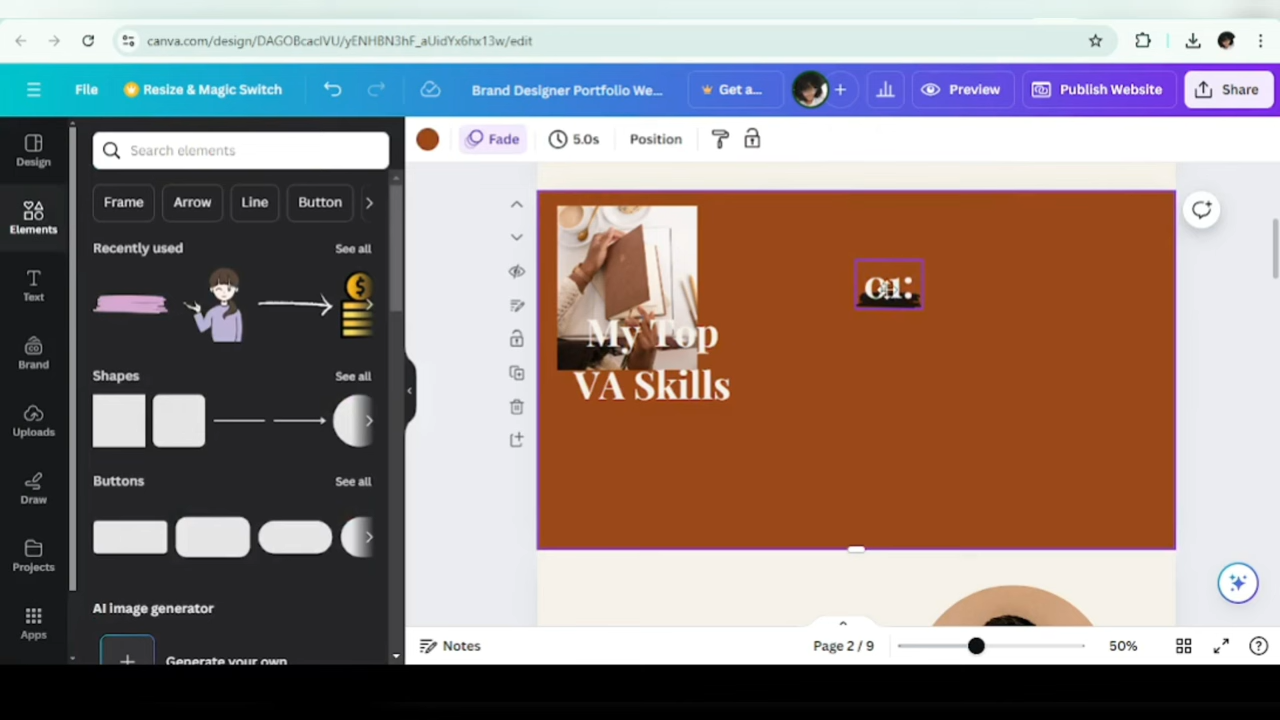 canva.com/design/DAGOBcacIVU/yENHBN3hF_aUidYx6hx13w/edit
File
Resize & Magic Switch
Brand Designer Portfolio We...
Get a...
Preview
Publish Website
Share
Design
Elements
Text
Brand
Uploads
Draw
Projects
Apps
Search elements
Frame
Arrow
Line
Button
Recently used
See all
Shapes
See all
Buttons
See all
AI image generator
Generate your own
Fade
5.0s
Position
My Top
VA Skills
01:
Notes
Page 2 / 9
50%